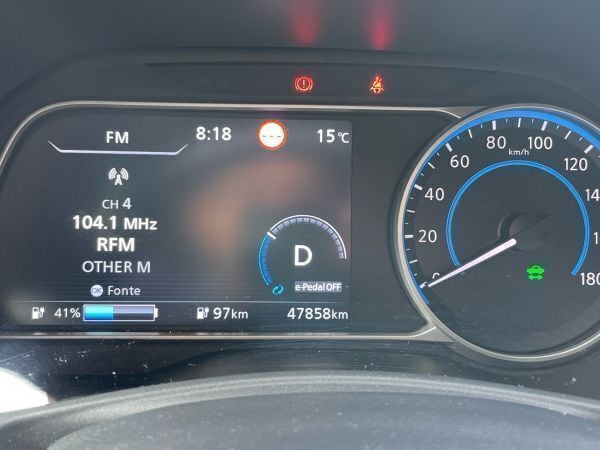 FM
8:18
15°C
CH 4
104.1 MHz
RFM
OTHER M
Fonte
D
e-Pedal OFF
41%
97km
47858km
0
20
40
60
80
100
120
180
km/h